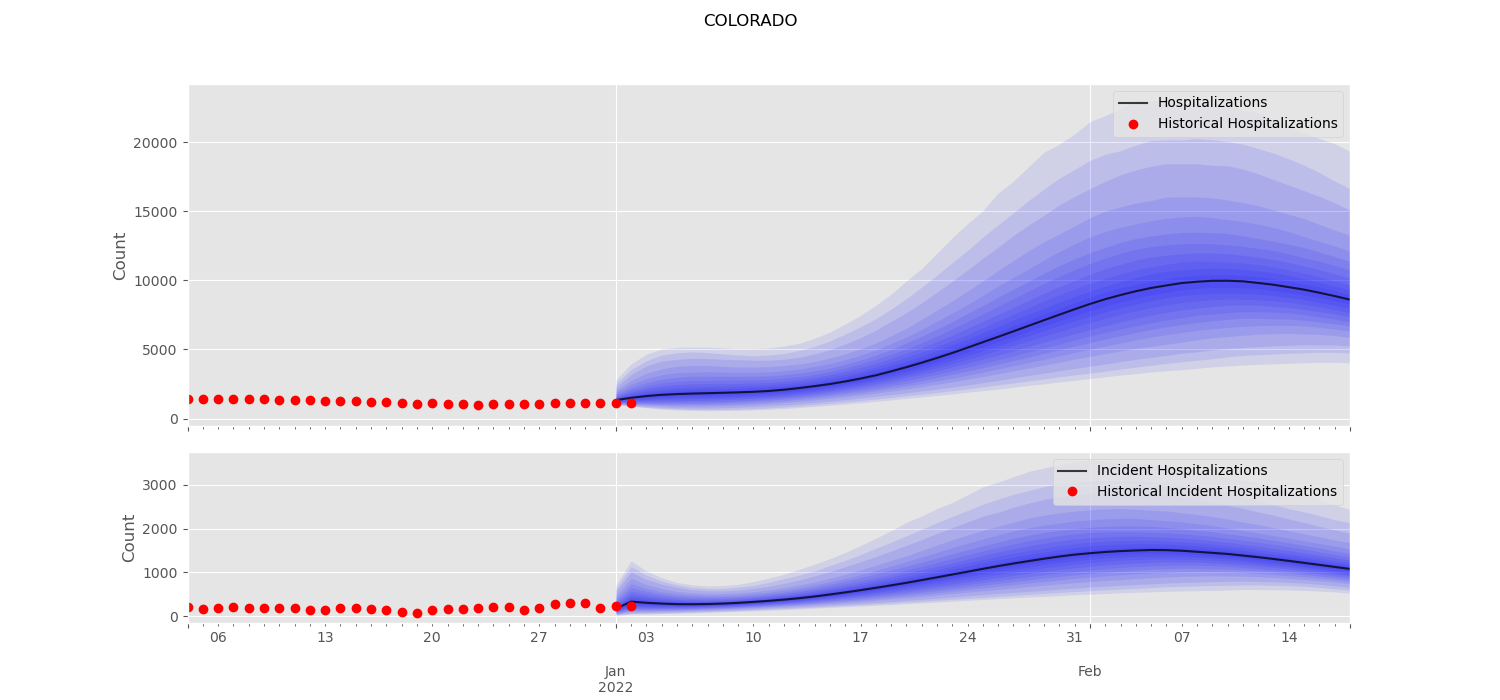 COLORADO
Hospitalizations
Historical Hospitalizations
Count
20000
15000
10000
5000
0
Incident Hospitalizations
Historical Incident Hospitalizations
Count
3000
2000
1000
0
06 13 20 27 03 10 17 24 31 07 14
Jan Feb
2022